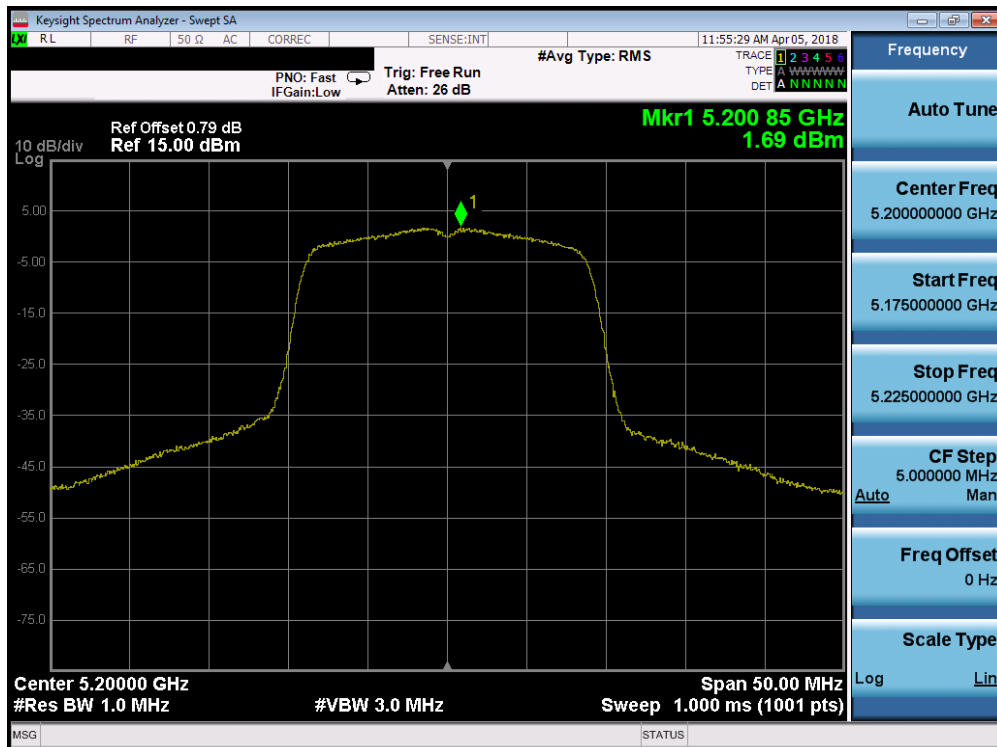 Keysight Spectrum Analyzer - Swept SA
LXI RL RF 50 Ω AC CORREC SENSE:INT 11:55:29 AM Apr 05, 2018
#Avg Type: RMS TRACE 1 2 3 4 5 6
PNO: Fast Trig: Free Run TYPE A WWWWW
IFGain:Low Atten: 26 dB DET A N N N N N
Mkr1 5.200 85 GHz
1.69 dBm
Ref Offset 0.79 dB
10 dB/div Ref 15.00 dBm
Log
1
5.00
-5.00
-15.0
-25.0
-35.0
-45.0
-55.0
-65.0
-75.0
Center 5.20000 GHz Span 50.00 MHz
#Res BW 1.0 MHz #VBW 3.0 MHz Sweep 1.000 ms (1001 pts)
MSG STATUS
Frequency
Auto Tune
Center Freq
5.200000000 GHz
Start Freq
5.175000000 GHz
Stop Freq
5.225000000 GHz
CF Step
5.000000 MHz
Auto Man
Freq Offset
0 Hz
Scale Type
Log Lin